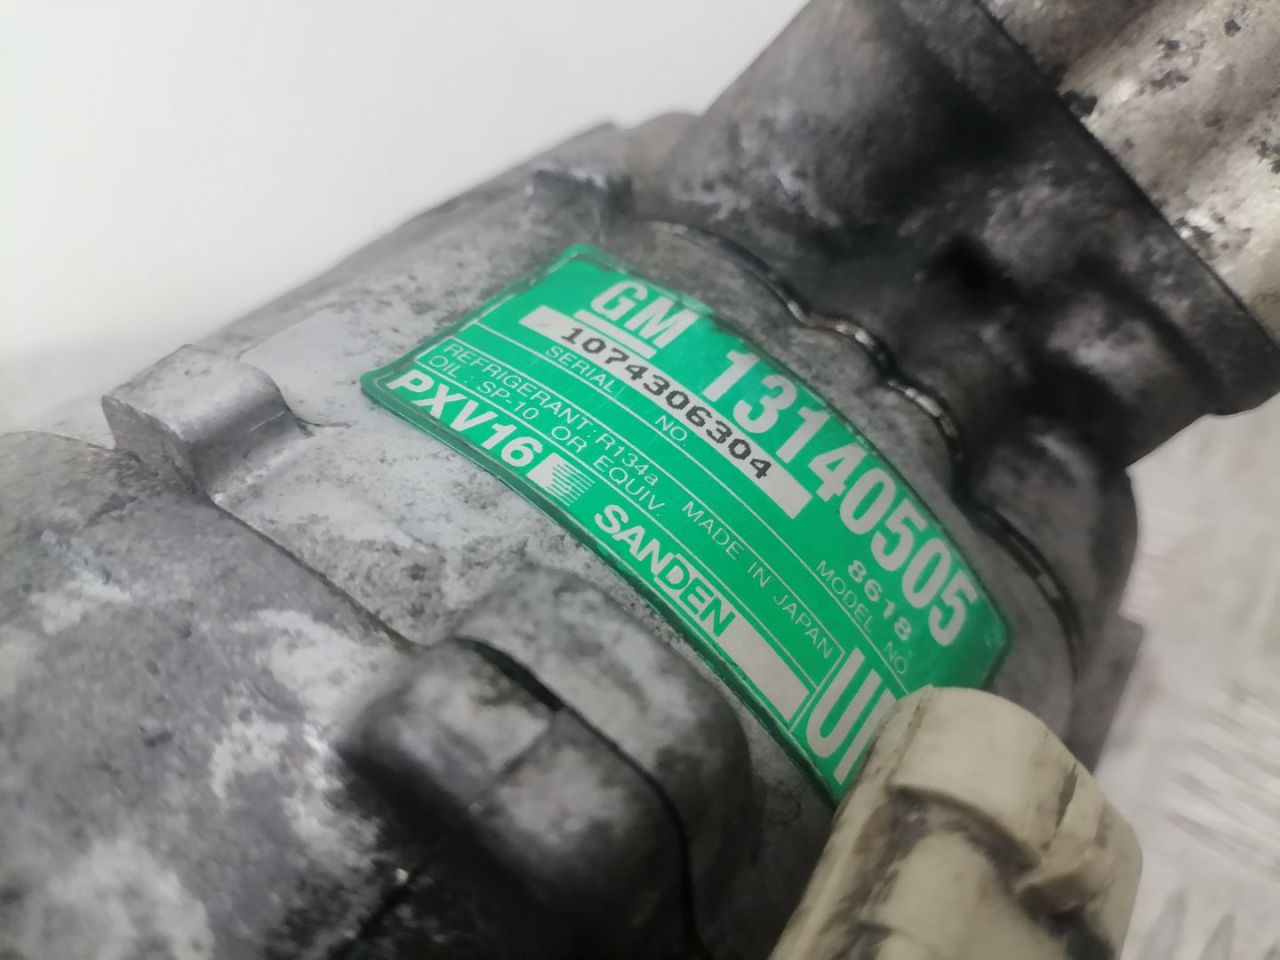 GM 13140505
1074306304 8618
SERIAL NO. MODEL NO.
REFRIGERANT: R134a MADE IN JAPAN
OIL: SP-10 OR EQUIV.
PXV16 SANDEN